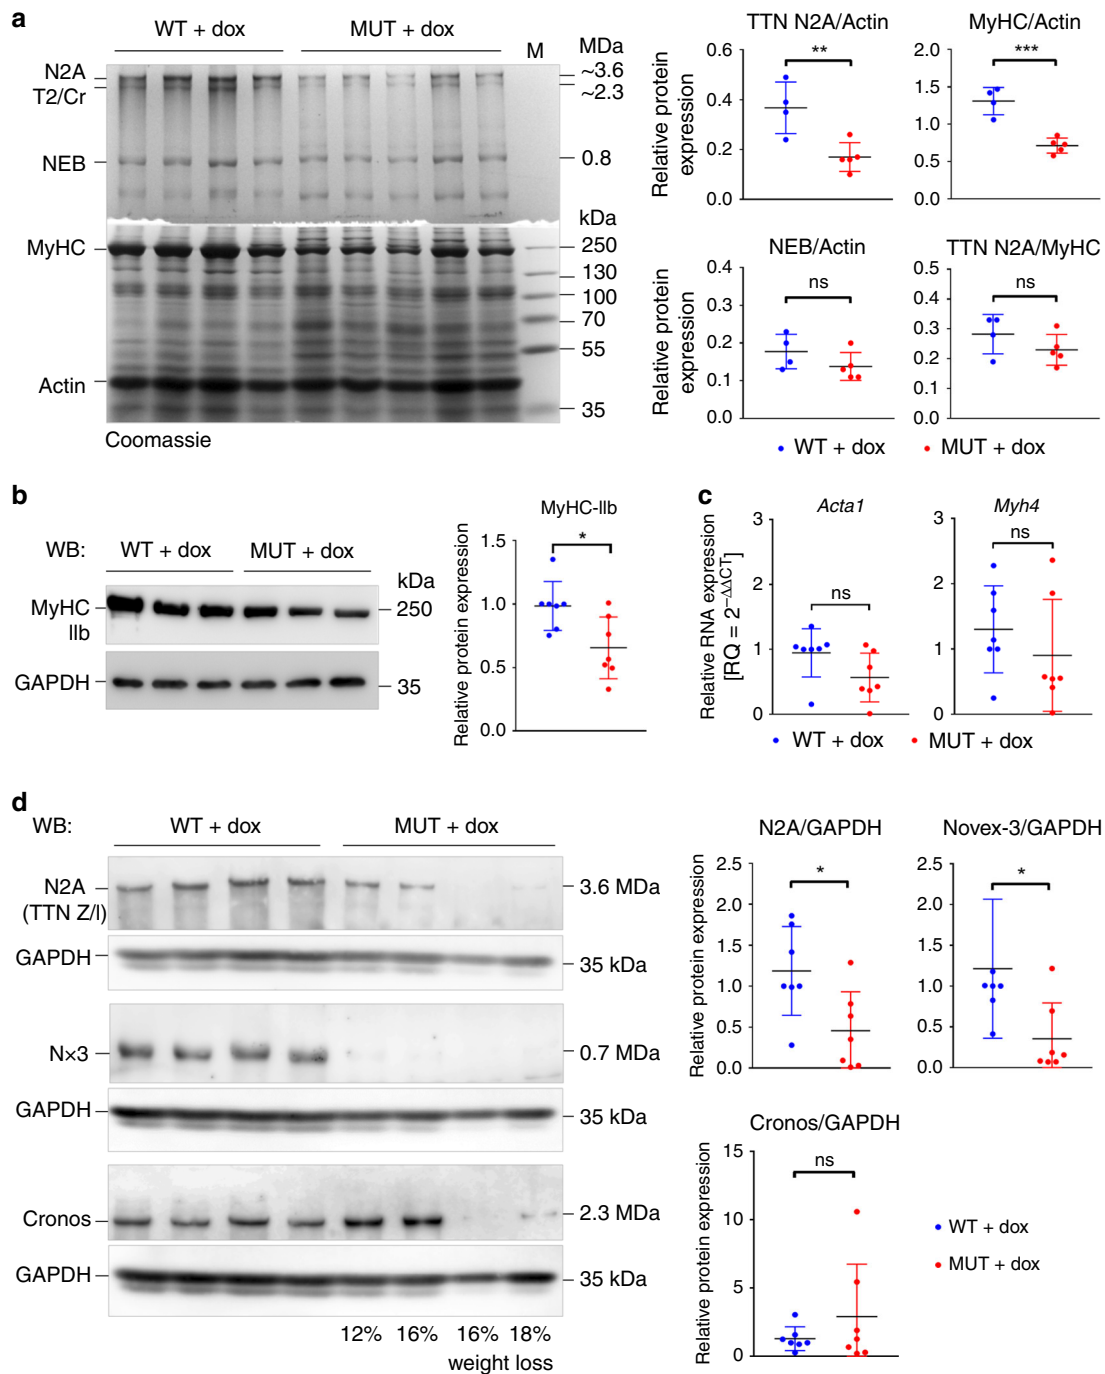 a
WT + dox
MUT + dox
M
MDa
N2A
T2/Cr
NEB
~3.6
~2.3
0.8
kDa
MyHC
Actin
250
130
100
70
55
35
Coomassie
TTN N2A/Actin
MyHC/Actin
Relative protein
expression
0.6
0.4
0.2
0.0
**
2.0
1.5
1.0
0.5
0.0
***
NEB/Actin
TTN N2A/MyHC
Relative protein
expression
0.4
0.3
0.2
0.1
0.0
ns
0.5
0.4
0.3
0.2
0.1
0.0
ns
WT + dox
MUT + dox
b
WB:
WT + dox
MUT + dox
kDa
MyHC
IIb
250
GAPDH
35
MyHC-IIb
Relative protein expression
1.5
1.0
0.5
0.0
*
c
Acta1
Myh4
Relative RNA expression
[RQ = 2−ΔΔCT]
3
2
1
0
ns
3
2
1
0
ns
WT + dox
MUT + dox
d
WB:
WT + dox
MUT + dox
N2A
(TTN Z/I)
3.6 MDa
GAPDH
35 kDa
N×3
0.7 MDa
GAPDH
35 kDa
Cronos
2.3 MDa
GAPDH
35 kDa
12% 16% 16% 18%
weight loss
N2A/GAPDH
Novex-3/GAPDH
Relative protein expression
2.5
2.0
1.5
1.0
0.5
0.0
*
2.5
2.0
1.5
1.0
0.5
0.0
*
Cronos/GAPDH
Relative protein expression
15
10
5
0
ns
WT + dox
MUT + dox